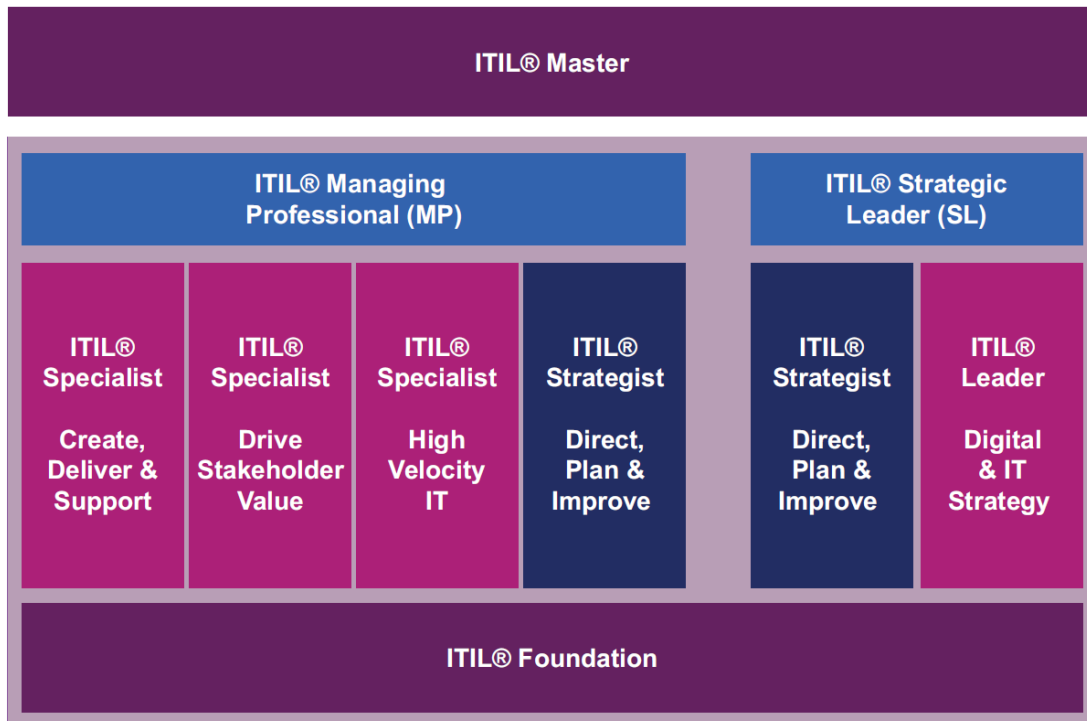 ITIL® Master
ITIL® Managing
Professional (MP)
ITIL® Strategic
Leader (SL)
ITIL®
Specialist
Create,
Deliver &
Support
ITIL®
Specialist
Drive
Stakeholder
Value
ITIL®
Specialist
High
Velocity
IT
ITIL®
Strategist
Direct,
Plan &
Improve
ITIL®
Strategist
Direct,
Plan &
Improve
ITIL®
Leader
Digital
& IT
Strategy
ITIL® Foundation